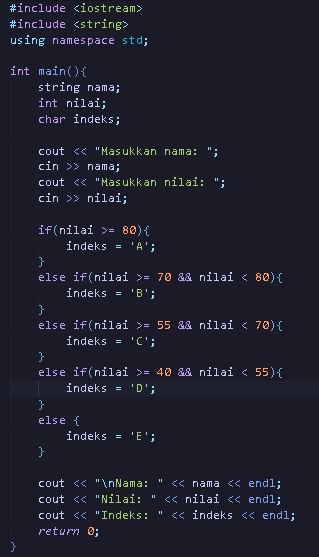 #include <iostream>
#include <string>
using namespace std;

int main(){
    string nama;
    int nilai;
    char indeks;

    cout << "Masukkan nama: ";
    cin >> nama;
    cout << "Masukkan nilai: ";
    cin >> nilai;

    if(nilai >= 80){
        indeks = 'A';
    }
    else if(nilai >= 70 && nilai < 80){
        indeks = 'B';
    }
    else if(nilai >= 55 && nilai < 70){
        indeks = 'C';
    }
    else if(nilai >= 40 && nilai < 55){
        indeks = 'D';
    }
    else {
        indeks = 'E';
    }

    cout << "\nNama: " << nama << endl;
    cout << "Nilai: " << nilai << endl;
    cout << "Indeks: " << indeks << endl;
    return 0;
}